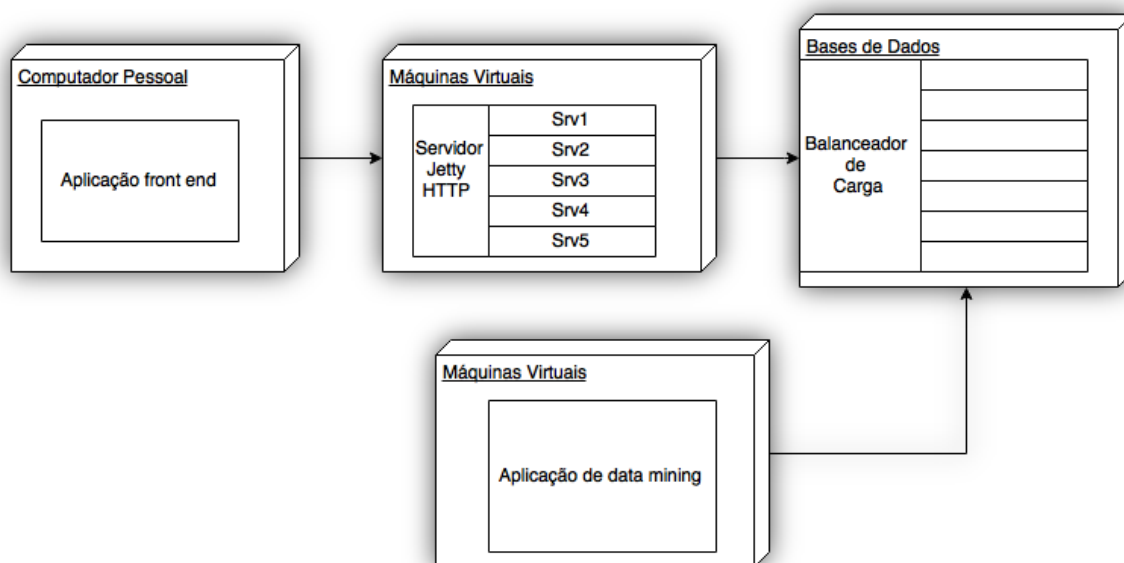 Computador Pessoal
Aplicação front end
Máquinas Virtuais
Servidor
Jetty
HTTP
Srv1
Srv2
Srv3
Srv4
Srv5
Bases de Dados
Balanceador
de
Carga
Máquinas Virtuais
Aplicação de data mining